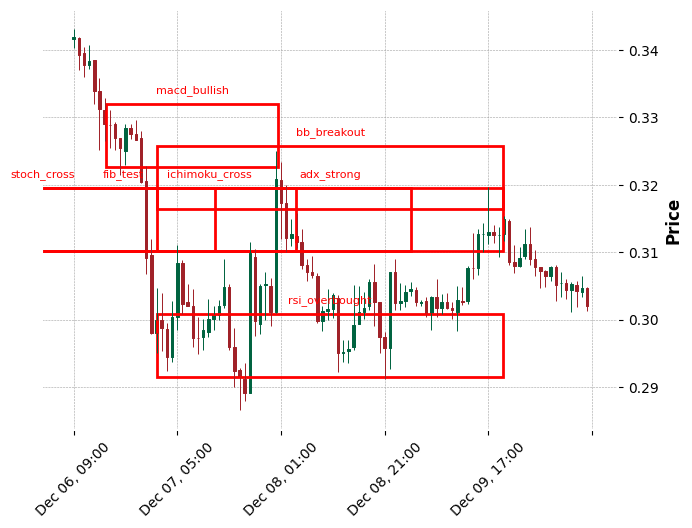 0.34
0.33
0.32
0.31
0.30
0.29
Price
macd_bullish
bb_breakout
stoch_cross
fib_test
ichimoku_cross
adx_strong
rsi_overbought
Dec 06, 09:00
Dec 07, 05:00
Dec 08, 01:00
Dec 08, 21:00
Dec 09, 17:00